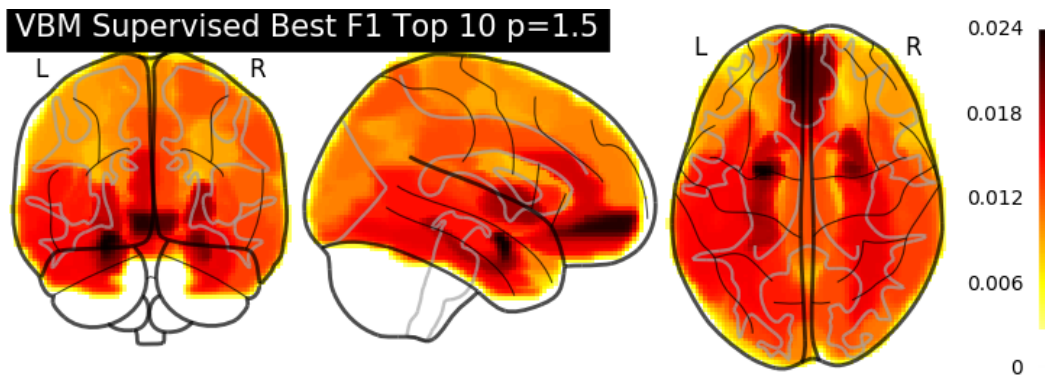 VBM Supervised Best F1 Top 10 p=1.5
L
R
L
R
0.024
0.018
0.012
0.006
0